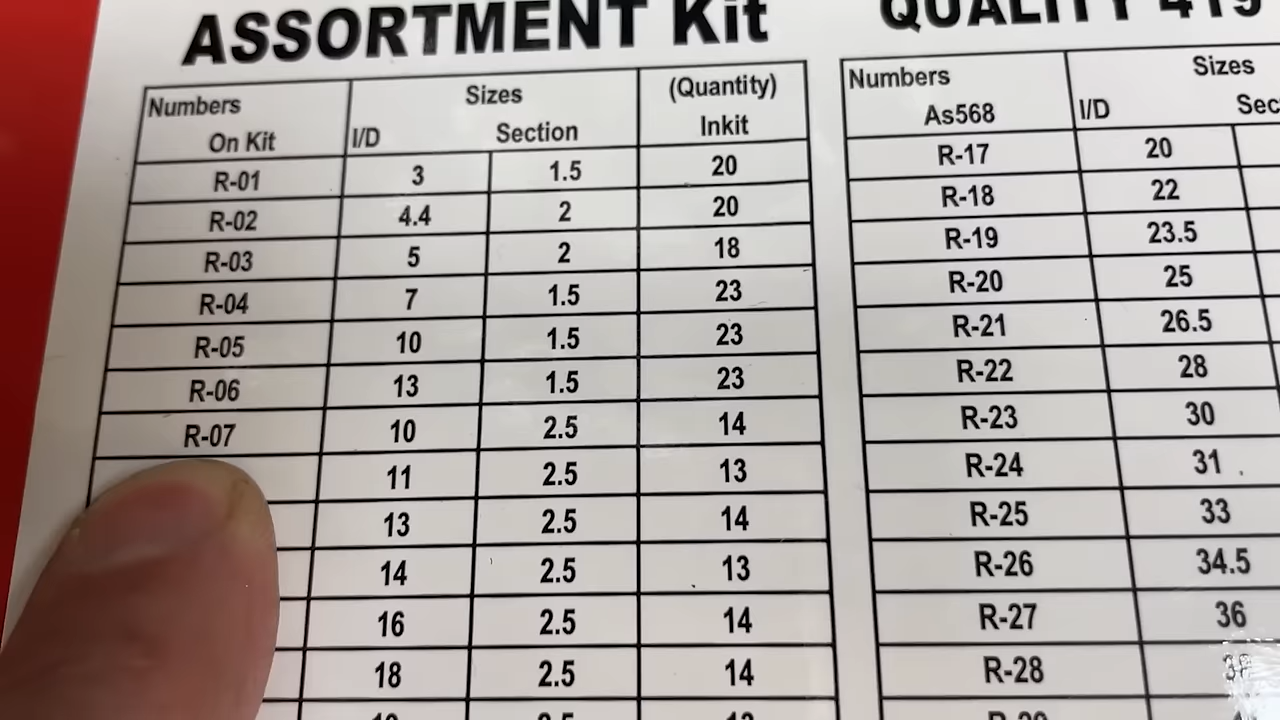 ASSORTMENT Kit
Numbers On Kit Sizes I/D Section (Quantity) Inkit
R-01 3 1.5 20
R-02 4.4 2 20
R-03 5 2 18
R-04 7 1.5 23
R-05 10 1.5 23
R-06 13 1.5 23
R-07 10 2.5 14
11 2.5 13
13 2.5 14
14 2.5 13
16 2.5 14
18 2.5 14
QUALITY 419
Numbers As568 Sizes I/D Sec
R-17 20
R-18 22
R-19 23.5
R-20 25
R-21 26.5
R-22 28
R-23 30
R-24 31
R-25 33
R-26 34.5
R-27 36
R-28